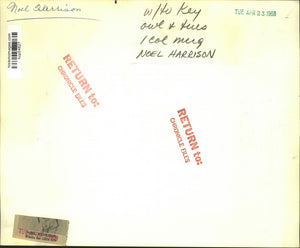 Noel Harrison
w/to Key
owl &
1 col mug
NOEL HARRISON
TUE APR 23 1968
RETURN to:
CHRONICLE FILES
RETURN to:
CHRONICLE FILES